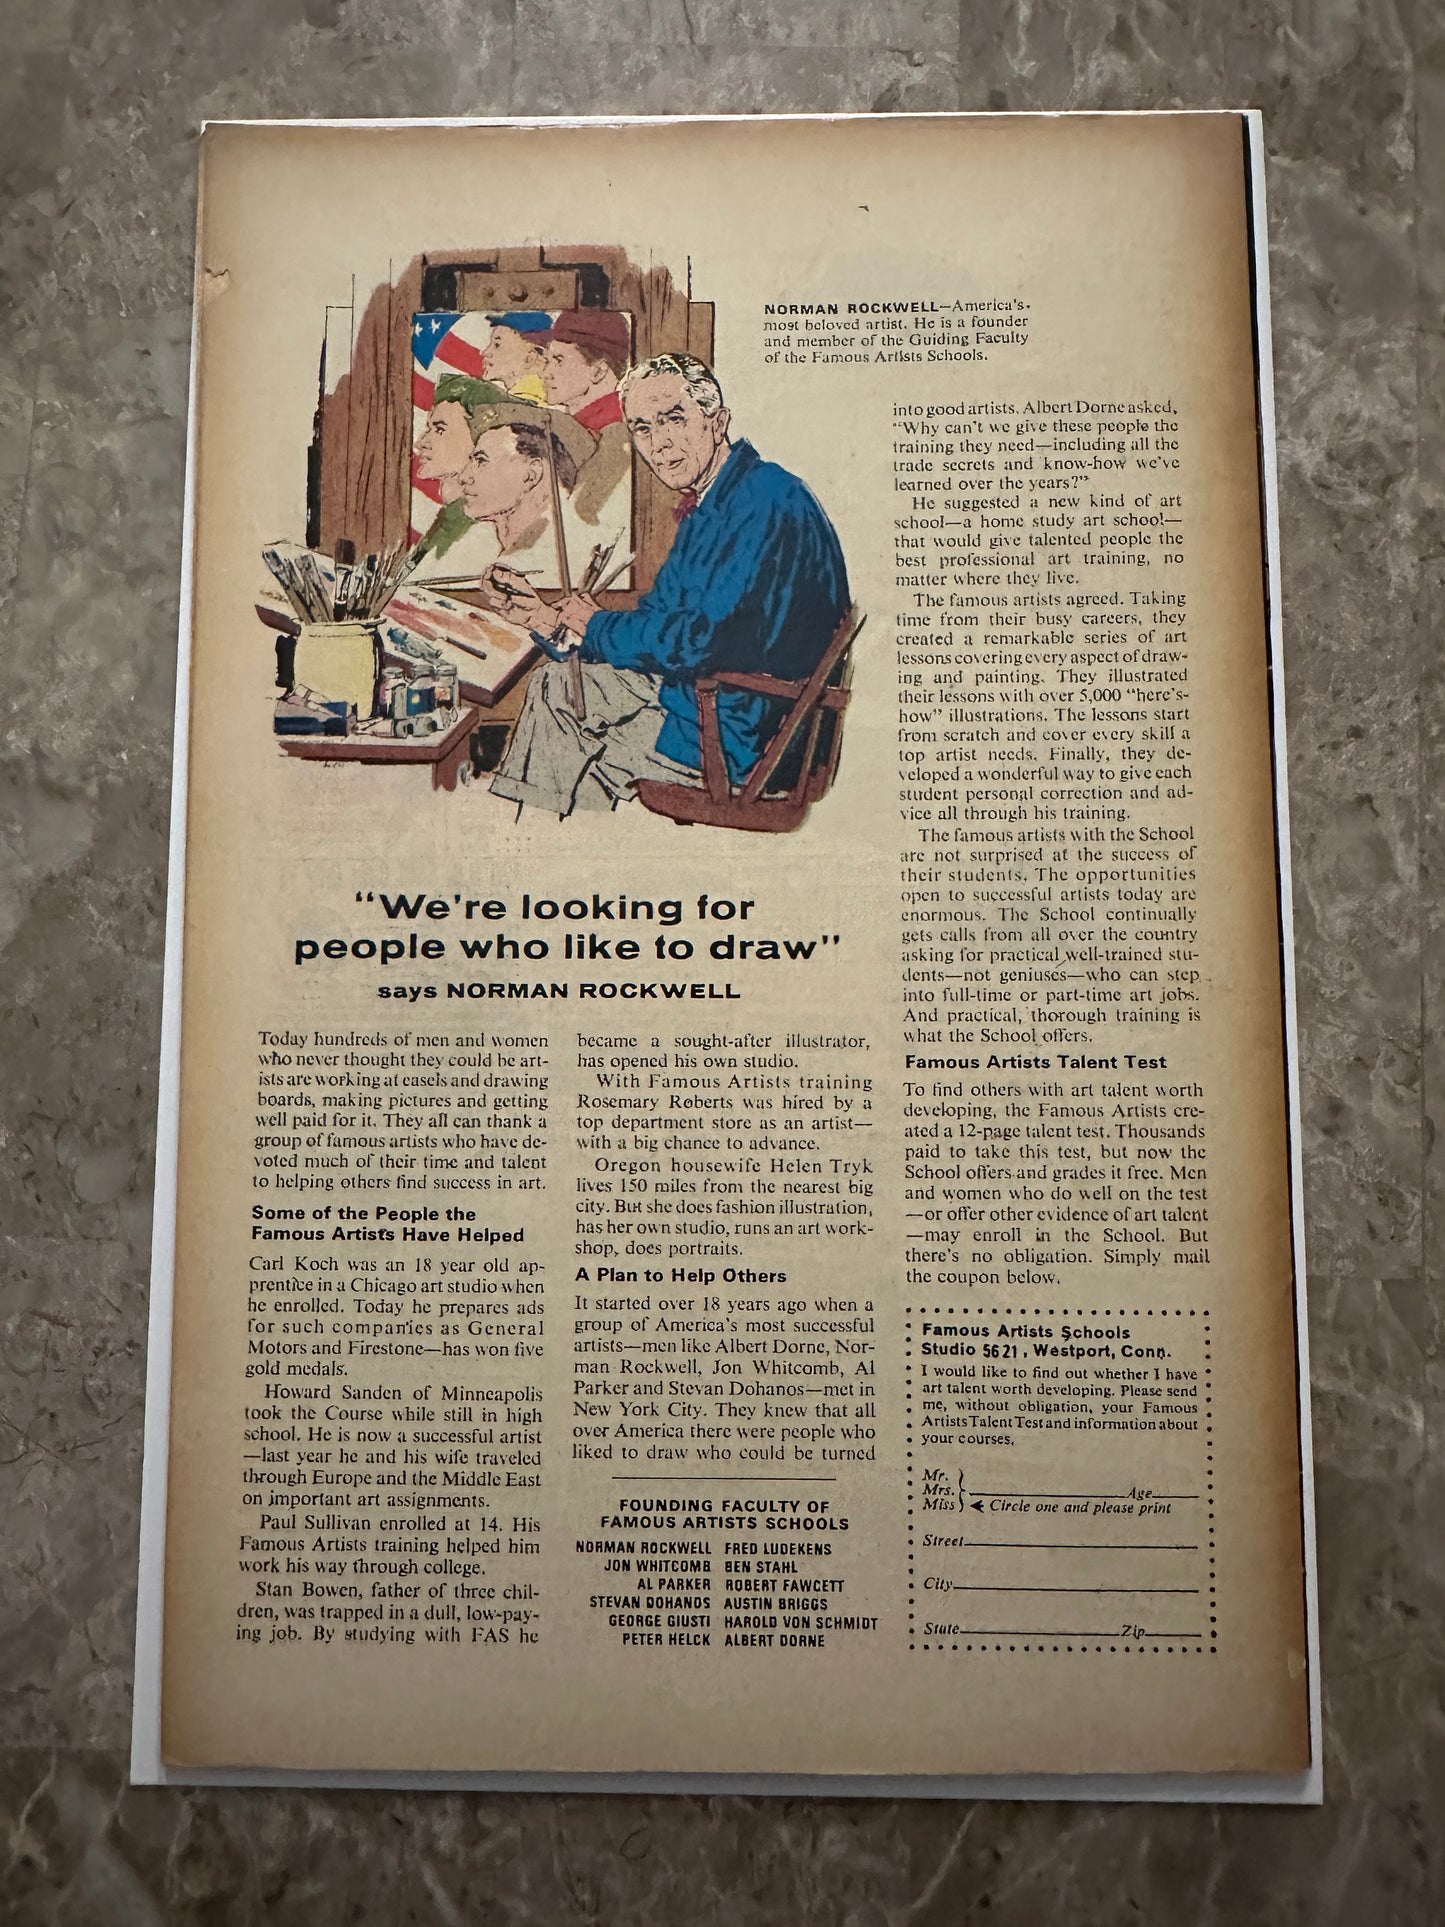 NORMAN ROCKWELL—America's
most beloved artist. He is a founder
and member of the Guiding Faculty
of the Famous Artists Schools.
"We're looking for
people who like to draw"
says NORMAN ROCKWELL
Today hundreds of men and women
who never thought they could be art-
ists are working at easels and drawing
boards, making pictures and getting
well paid for it. They all can thank a
group of famous artists who have de-
voted much of their time and talent
to helping others find success in art.
Some of the People the
Famous Artists Have Helped
Carl Koch was an 18 year old ap-
prentice in a Chicago art studio when
he enrolled. Today he prepares ads
for such companies as General
Motors and Firestone—has won five
gold medals.
Howard Sanden of Minneapolis
took the Course while still in high
school. He is now a successful artist
—last year he and his wife traveled
through Europe and the Middle East
on important art assignments.
Paul Sullivan enrolled at 14. His
Famous Artists training helped him
work his way through college.
Stan Bowen, father of three chil-
dren, was trapped in a dull, low-pay-
ing job. By studying with FAS he
became a sought-after illustrator,
has opened his own studio.
With Famous Artists training
Rosemary Roberts was hired by a
top department store as an artist—
with a big chance to advance.
Oregon housewife Helen Tryk
lives 150 miles from the nearest big
city. But she does fashion illustration,
has her own studio, runs an art work-
shop, does portraits.
A Plan to Help Others
It started over 18 years ago when a
group of America's most successful
artists—men like Albert Dorne, Nor-
man Rockwell, Jon Whitcomb, Al
Parker and Stevan Dohanos—met in
New York City. They knew that all
over America there were people who
liked to draw who could be turned
FOUNDING FACULTY OF
FAMOUS ARTISTS SCHOOLS
NORMAN ROCKWELL FRED LUDEKENS
JON WHITCOMB BEN STAHL
AL PARKER ROBERT FAWCETT
STEVAN DOHANOS AUSTIN BRIGGS
GEORGE GIUSTI HAROLD VON SCHMIDT
PETER HELCK ALBERT DORNE
into good artists. Albert Dorne asked,
"Why can't we give these people the
training they need—including all the
trade secrets and know-how we've
learned over the years?"
He suggested a new kind of art
school—a home study art school—
that would give talented people the
best professional art training, no
matter where they live.
The famous artists agreed. Taking
time from their busy careers, they
created a remarkable series of art
lessons covering every aspect of draw-
ing and painting. They illustrated
their lessons with over 5,000 "here's-
how" illustrations. The lessons start
from scratch and cover every skill a
top artist needs. Finally, they de-
veloped a wonderful way to give each
student personal correction and ad-
vice all through his training.
The famous artists with the School
are not surprised at the success of
their students. The opportunities
open to successful artists today are
enormous. The School continually
gets calls from all over the country
asking for practical, well-trained stu-
dents—not geniuses—who can step
into full-time or part-time art jobs.
And practical, thorough training is
what the School offers.
Famous Artists Talent Test
To find others with art talent worth
developing, the Famous Artists cre-
ated a 12-page talent test. Thousands
paid to take this test, but now the
School offers and grades it free. Men
and women who do well on the test
—or offer other evidence of art talent
—may enroll in the School. But
there's no obligation. Simply mail
the coupon below.
Famous Artists Schools
Studio 5621, Westport, Conn.
I would like to find out whether I have
art talent worth developing. Please send
me, without obligation, your Famous
Artists Talent Test and information about
your courses.
Mr.
Mrs. Age
Miss Circle one and please print
Street
City
State Zip